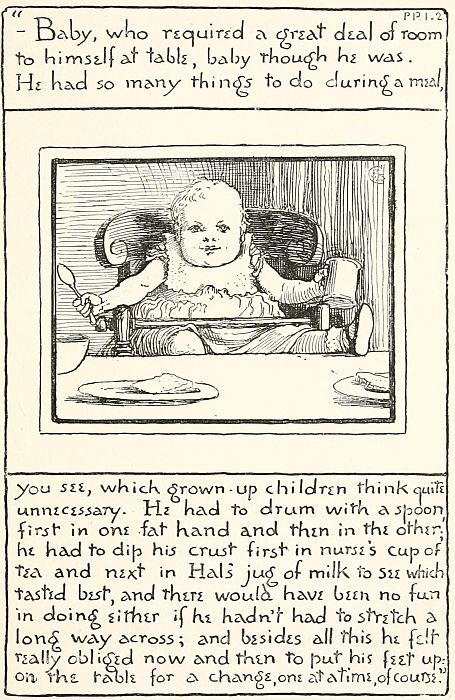 PP 1.2
"- Baby, who required a great deal of room
to himself at table, baby though he was.
He had so many things to do during a meal,
you see, which grown-up children think quite
unnecessary. He had to drum with a spoon,
first in one fat hand and then in the other;
he had to dip his crust first in nurse's cup of
tea and next in Hal's jug of milk to see which
tasted best, and there would have been no fun
in doing either if he hadn't had to stretch a
long way across; and besides all this he felt
really obliged now and then to put his feet up-
on the table for a change, one at a time, of course."